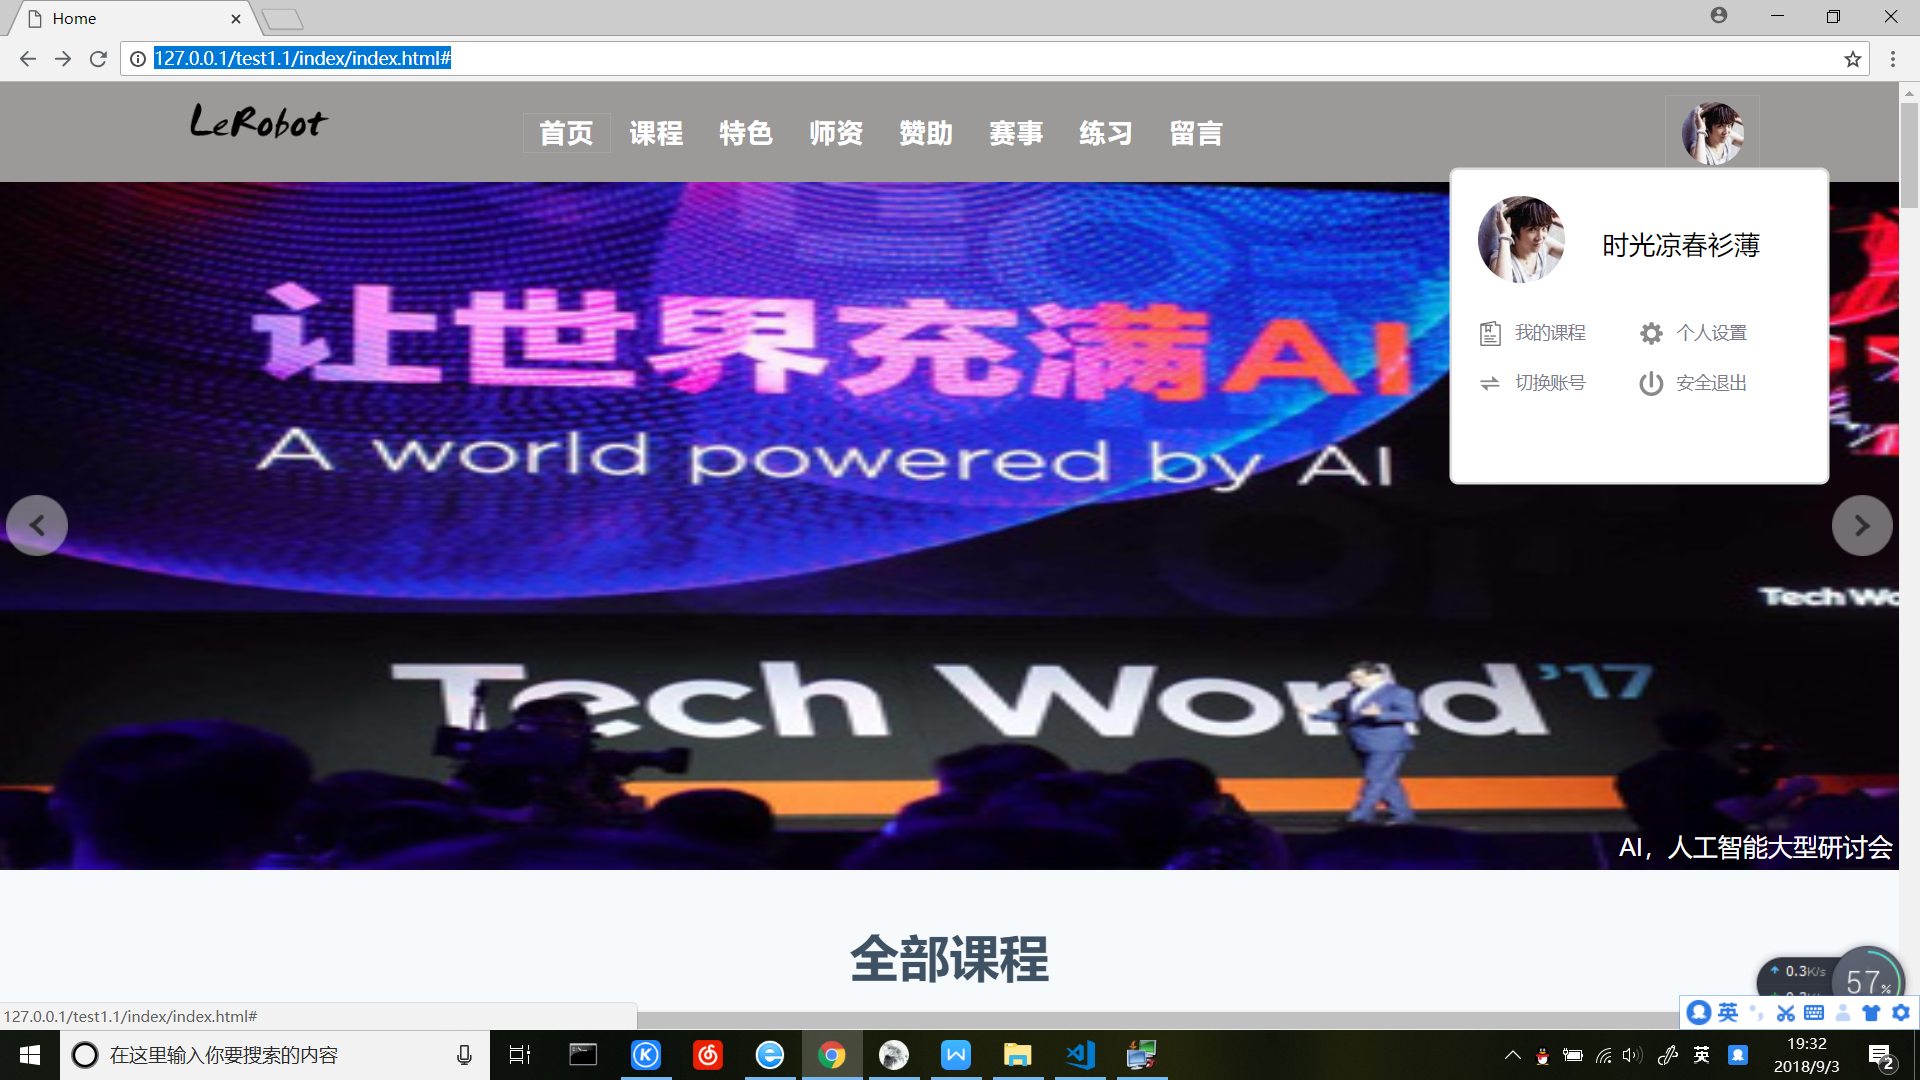 Home
127.0.0.1/test1.1/index/index.html#
LeRobot
首页 课程 特色 师资 赞助 赛事 练习 留言
时光凉春衫薄
我的课程 个人设置
切换账号 安全退出
让世界充满AI
A world powered by AI
Tech Wo
Tech World '17
AI，人工智能大型研讨会
全部课程
0.3K/s
57%
127.0.0.1/test1.1/index/index.html#
英
在这里输入你要搜索的内容
英
19:32
2018/9/3
2